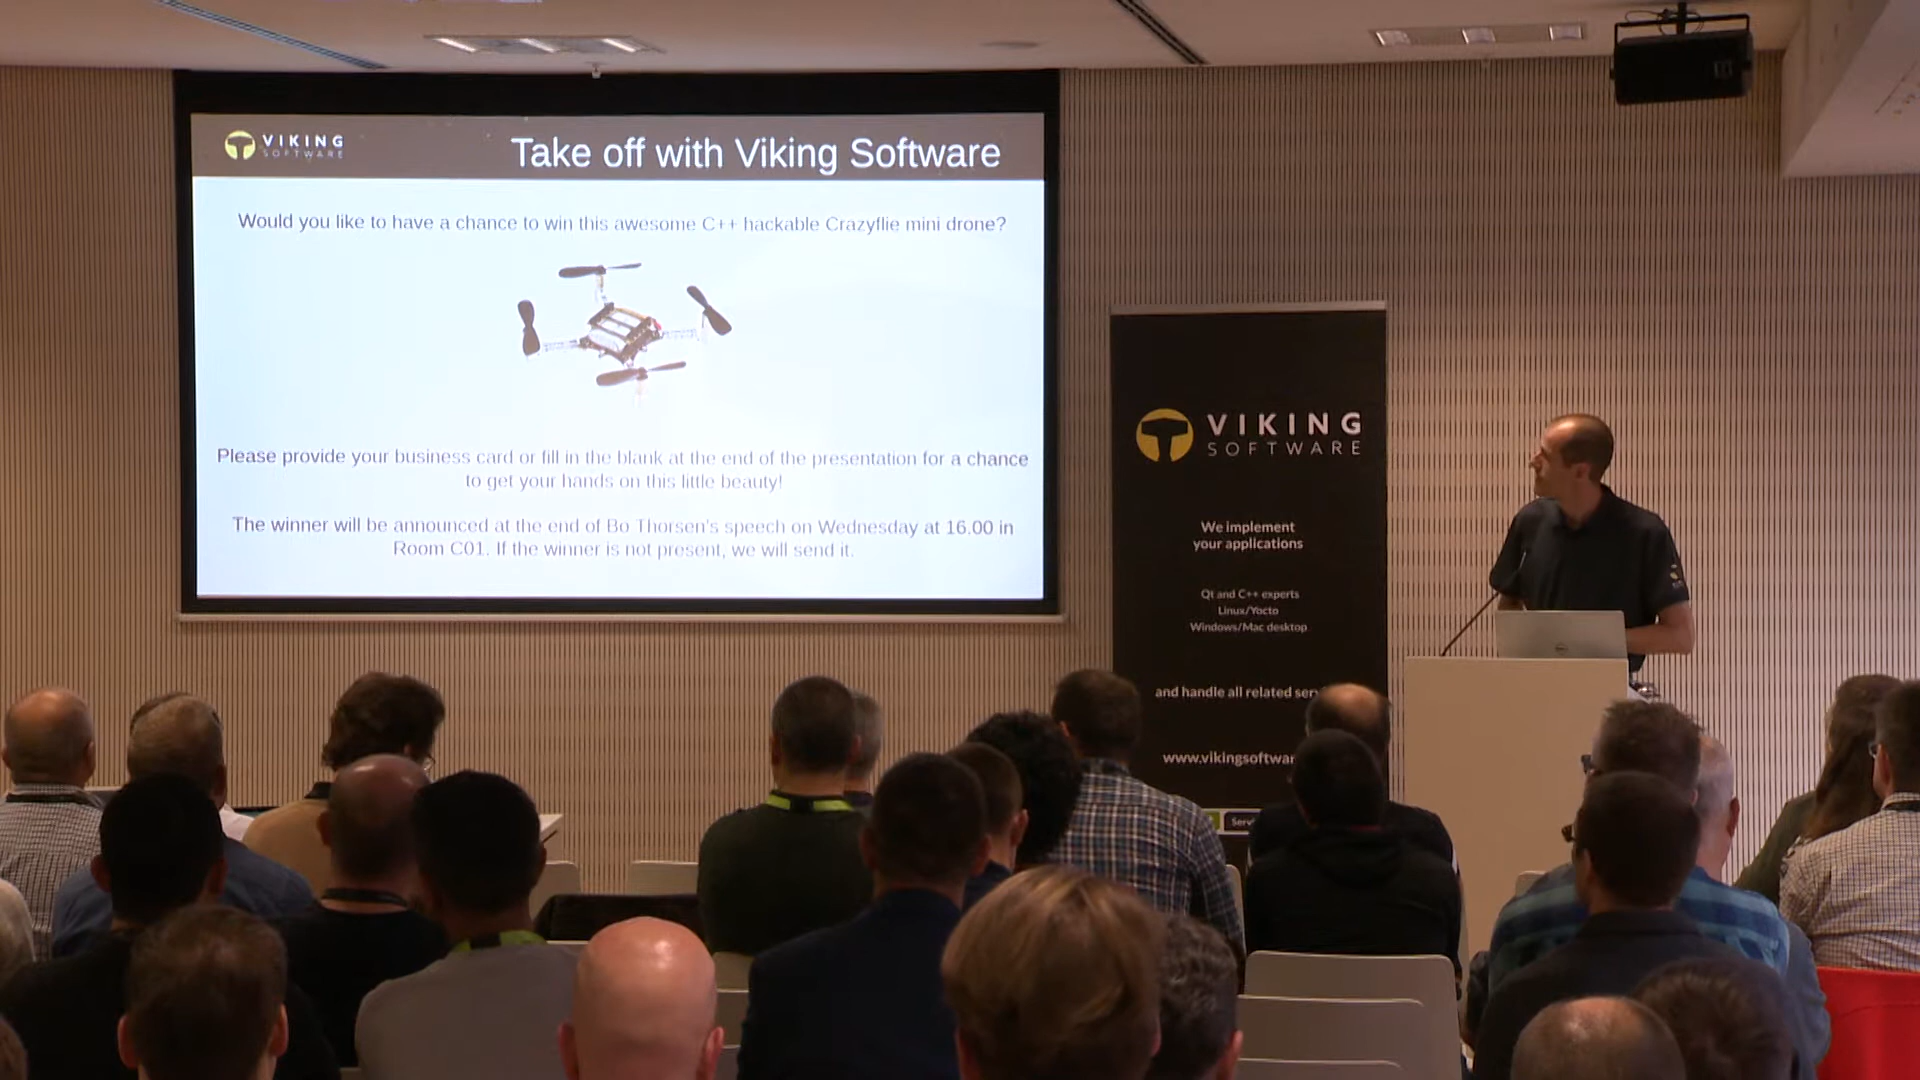 VIKING
SOFTWARE
Take off with Viking Software
Would you like to have a chance to win this awesome C++ hackable Crazyflie mini drone?
Please provide your business card or fill in the blank at the end of the presentation for a chance
to get your hands on this little beauty!
The winner will be announced at the end of Bo Thorsen's speech on Wednesday at 16.00 in
Room C01. If the winner is not present, we will send it.
VIKING
SOFTWARE
We implement
your applications
Qt and C++ experts
Linux/Yocto
Windows/Mac desktop
and handle all related ser
www.vikingsoftwar
Serv